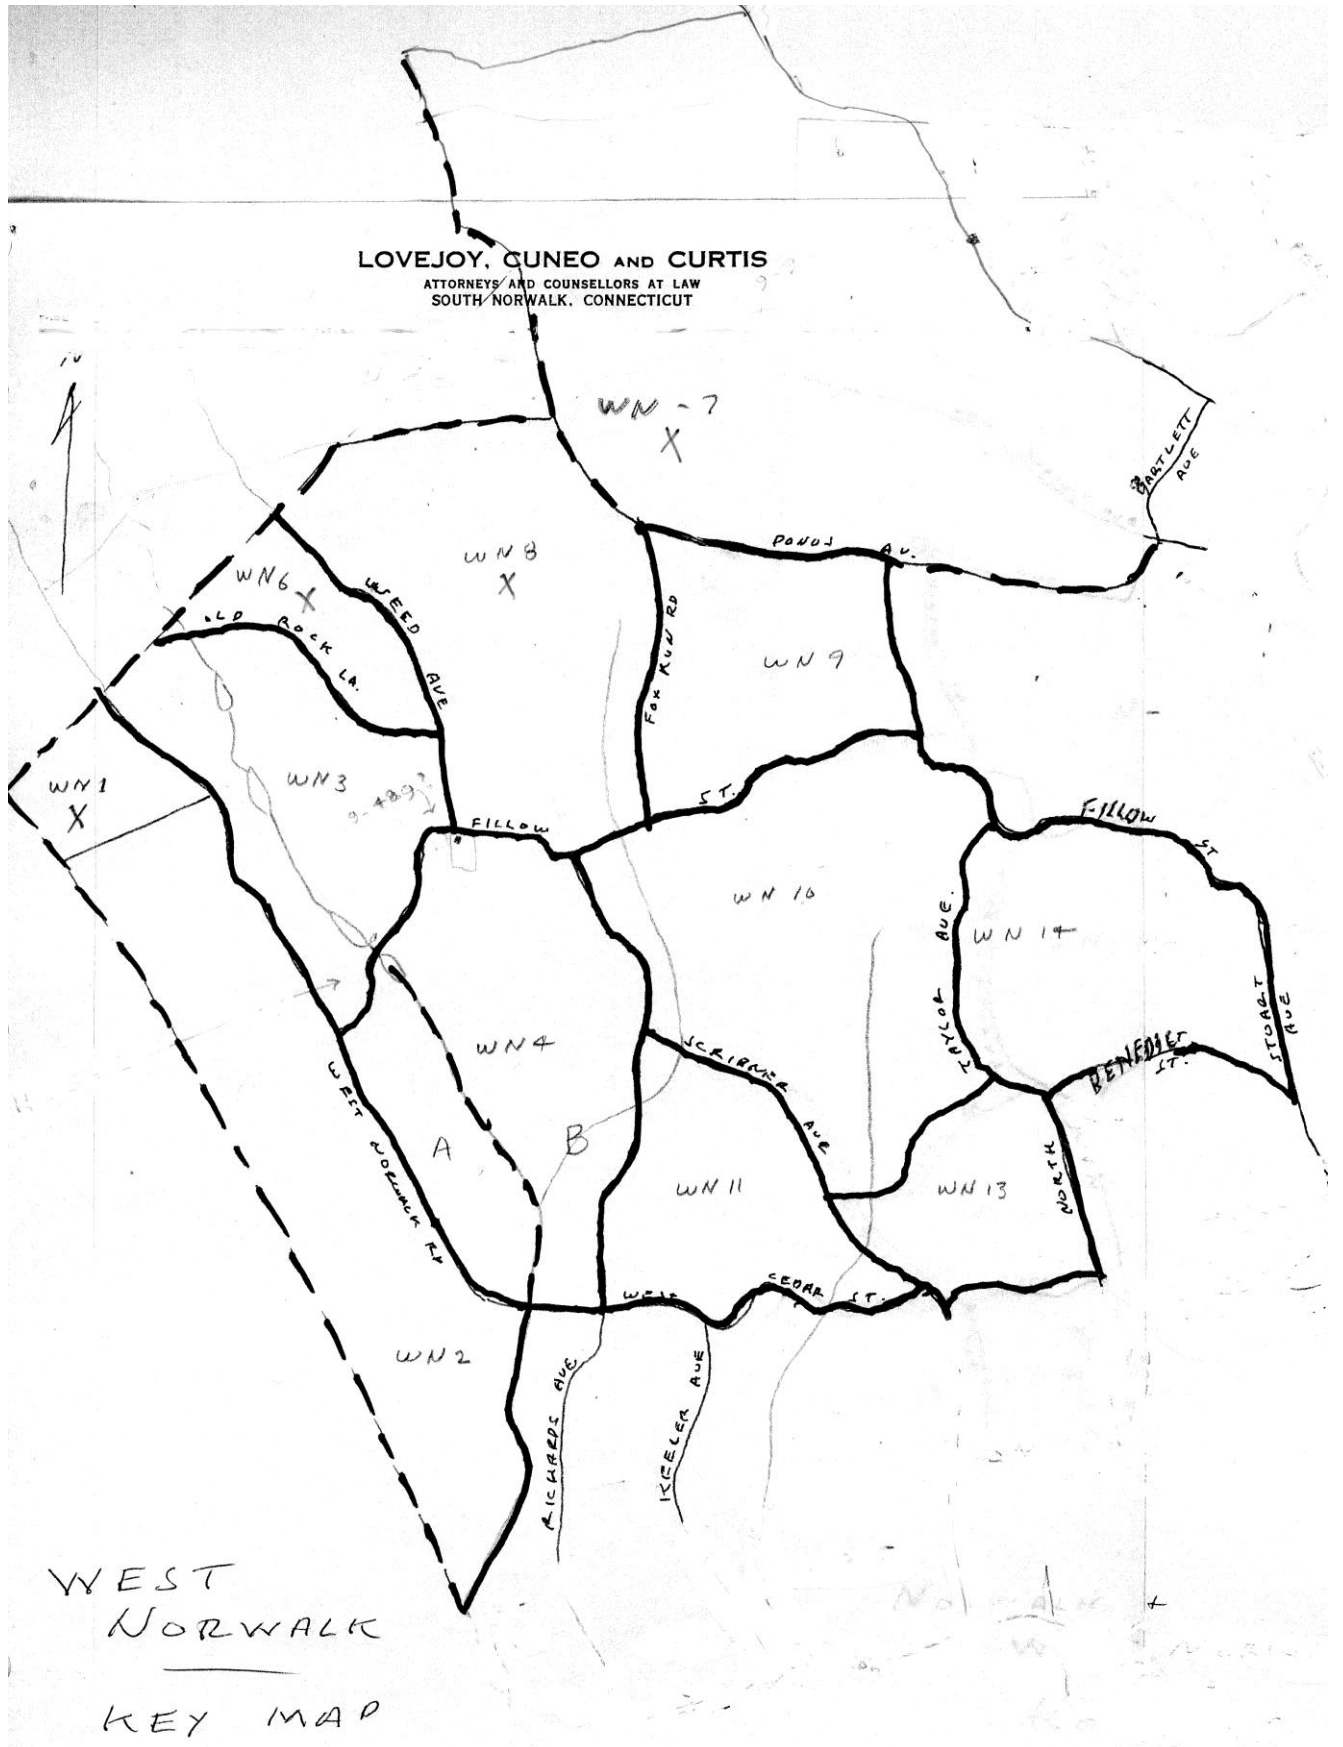 LOVEJOY, CUNEO AND CURTIS
ATTORNEYS AND COUNSELLORS AT LAW
SOUTH NORWALK, CONNECTICUT
N
WN-7
X
BARTLETT
AVE
PONUS AV.
WN8
X
WN6 X
WEED AVE
OLD ROCK LA.
FOX RUN RD
WN 9
WN1
X
WN3
FILLOW
ST.
FILLOW
ST
WN 10
TAYLOR AVE.
WN 14
STUART
AVE
WN4
SCRIBNER AVE
BENEDICT
ST.
WEST NORWALK RD
A
B
WN 11
WN 13
NORTH
WEST CEDAR ST.
WN2
RICHARDS AVE
KEELER AVE
WEST
NORWALK
KEY MAP